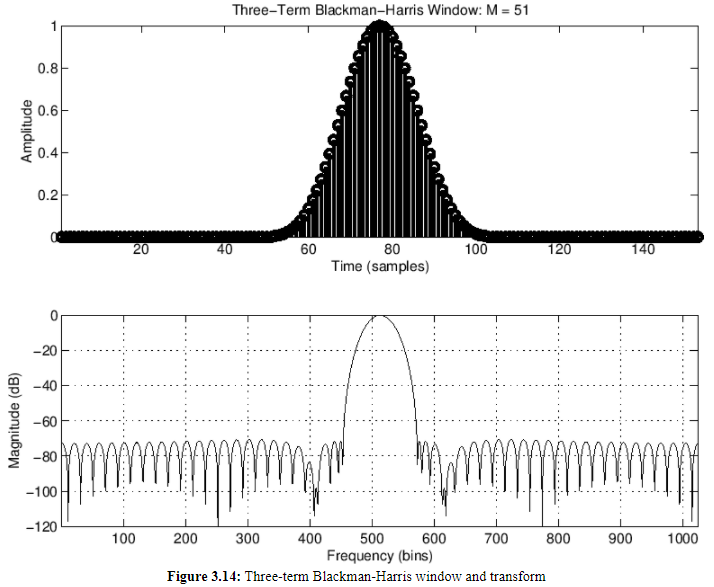 Three-Term Blackman-Harris Window: M = 51
1
0.8
0.6
0.4
0.2
0
Amplitude
20 40 60 80 100 120 140
Time (samples)
0
-20
-40
-60
-80
-100
-120
Magnitude (dB)
100 200 300 400 500 600 700 800 900 1000
Frequency (bins)
Figure 3.14: Three-term Blackman-Harris window and transform